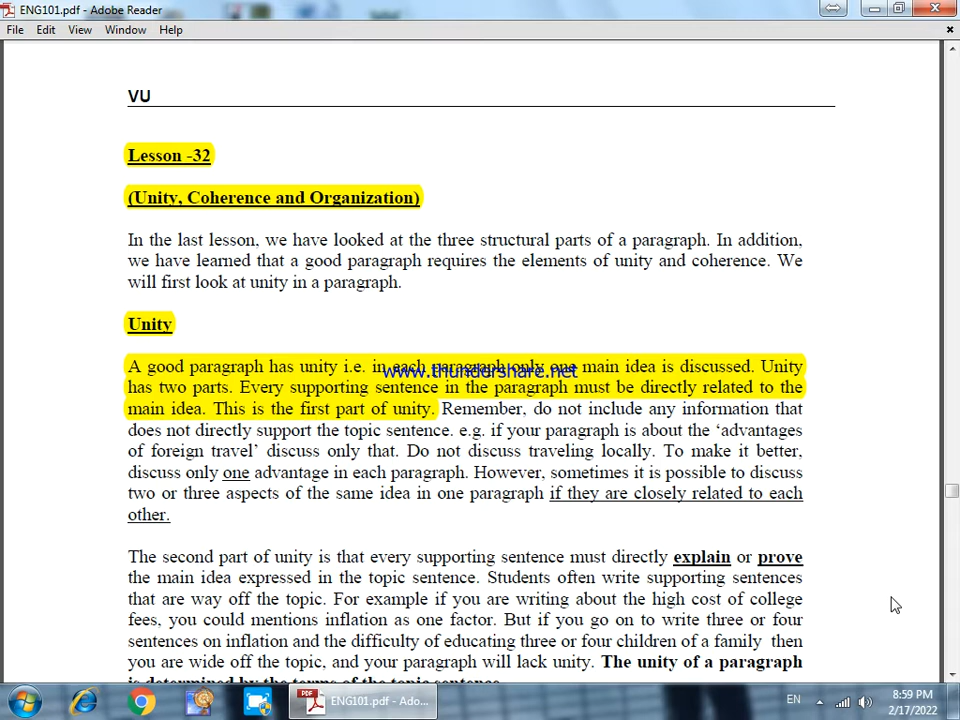 ENG101.pdf - Adobe Reader
File Edit View Window Help
VU
Lesson -32
(Unity, Coherence and Organization)
In the last lesson, we have looked at the three structural parts of a paragraph. In addition,
we have learned that a good paragraph requires the elements of unity and coherence. We
will first look at unity in a paragraph.
Unity
A good paragraph has unity i.e. in each paragraph only one main idea is discussed. Unity
www.thundershare.net
has two parts. Every supporting sentence in the paragraph must be directly related to the
main idea. This is the first part of unity. Remember, do not include any information that
does not directly support the topic sentence. e.g. if your paragraph is about the ‘advantages
of foreign travel’ discuss only that. Do not discuss traveling locally. To make it better,
discuss only one advantage in each paragraph. However, sometimes it is possible to discuss
two or three aspects of the same idea in one paragraph if they are closely related to each
other.
The second part of unity is that every supporting sentence must directly explain or prove
the main idea expressed in the topic sentence. Students often write supporting sentences
that are way off the topic. For example if you are writing about the high cost of college
fees, you could mentions inflation as one factor. But if you go on to write three or four
sentences on inflation and the difficulty of educating three or four children of a family then
you are wide off the topic, and your paragraph will lack unity. The unity of a paragraph
is determined by the terms of the topic sentence.
ENG101.pdf - Ado...
EN
8:59 PM
2/17/2022